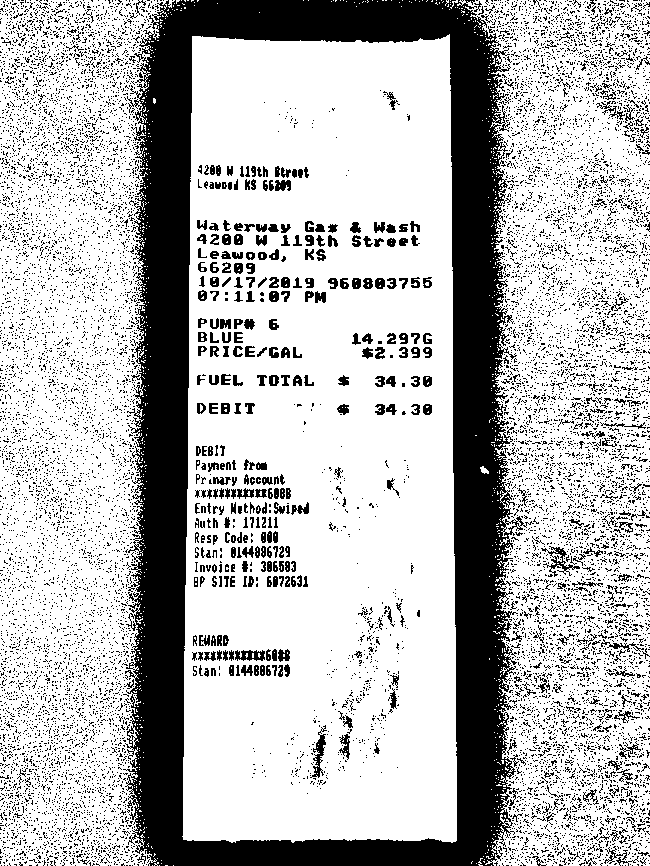 4200 W 119th Street
Leawood KS 66209
Waterway Gas & Wash
4200 W 119th Street
Leawood, KS
66209
10/17/2019 960803755
07:11:07 PM
PUMP# 6
BLUE 14.297G
PRICE/GAL $2.399
FUEL TOTAL $ 34.30
DEBIT $ 34.30
DEBIT
Payment from
Primary Account
xxxxxxxxxxxx6088
Entry Method:Swiped
Auth #: 171211
Resp Code: 000
Stan: 0144086729
Invoice #: 306503
BP SITE ID: 6072631
REWARD
xxxxxxxxxxxx6088
Stan: 0144086729